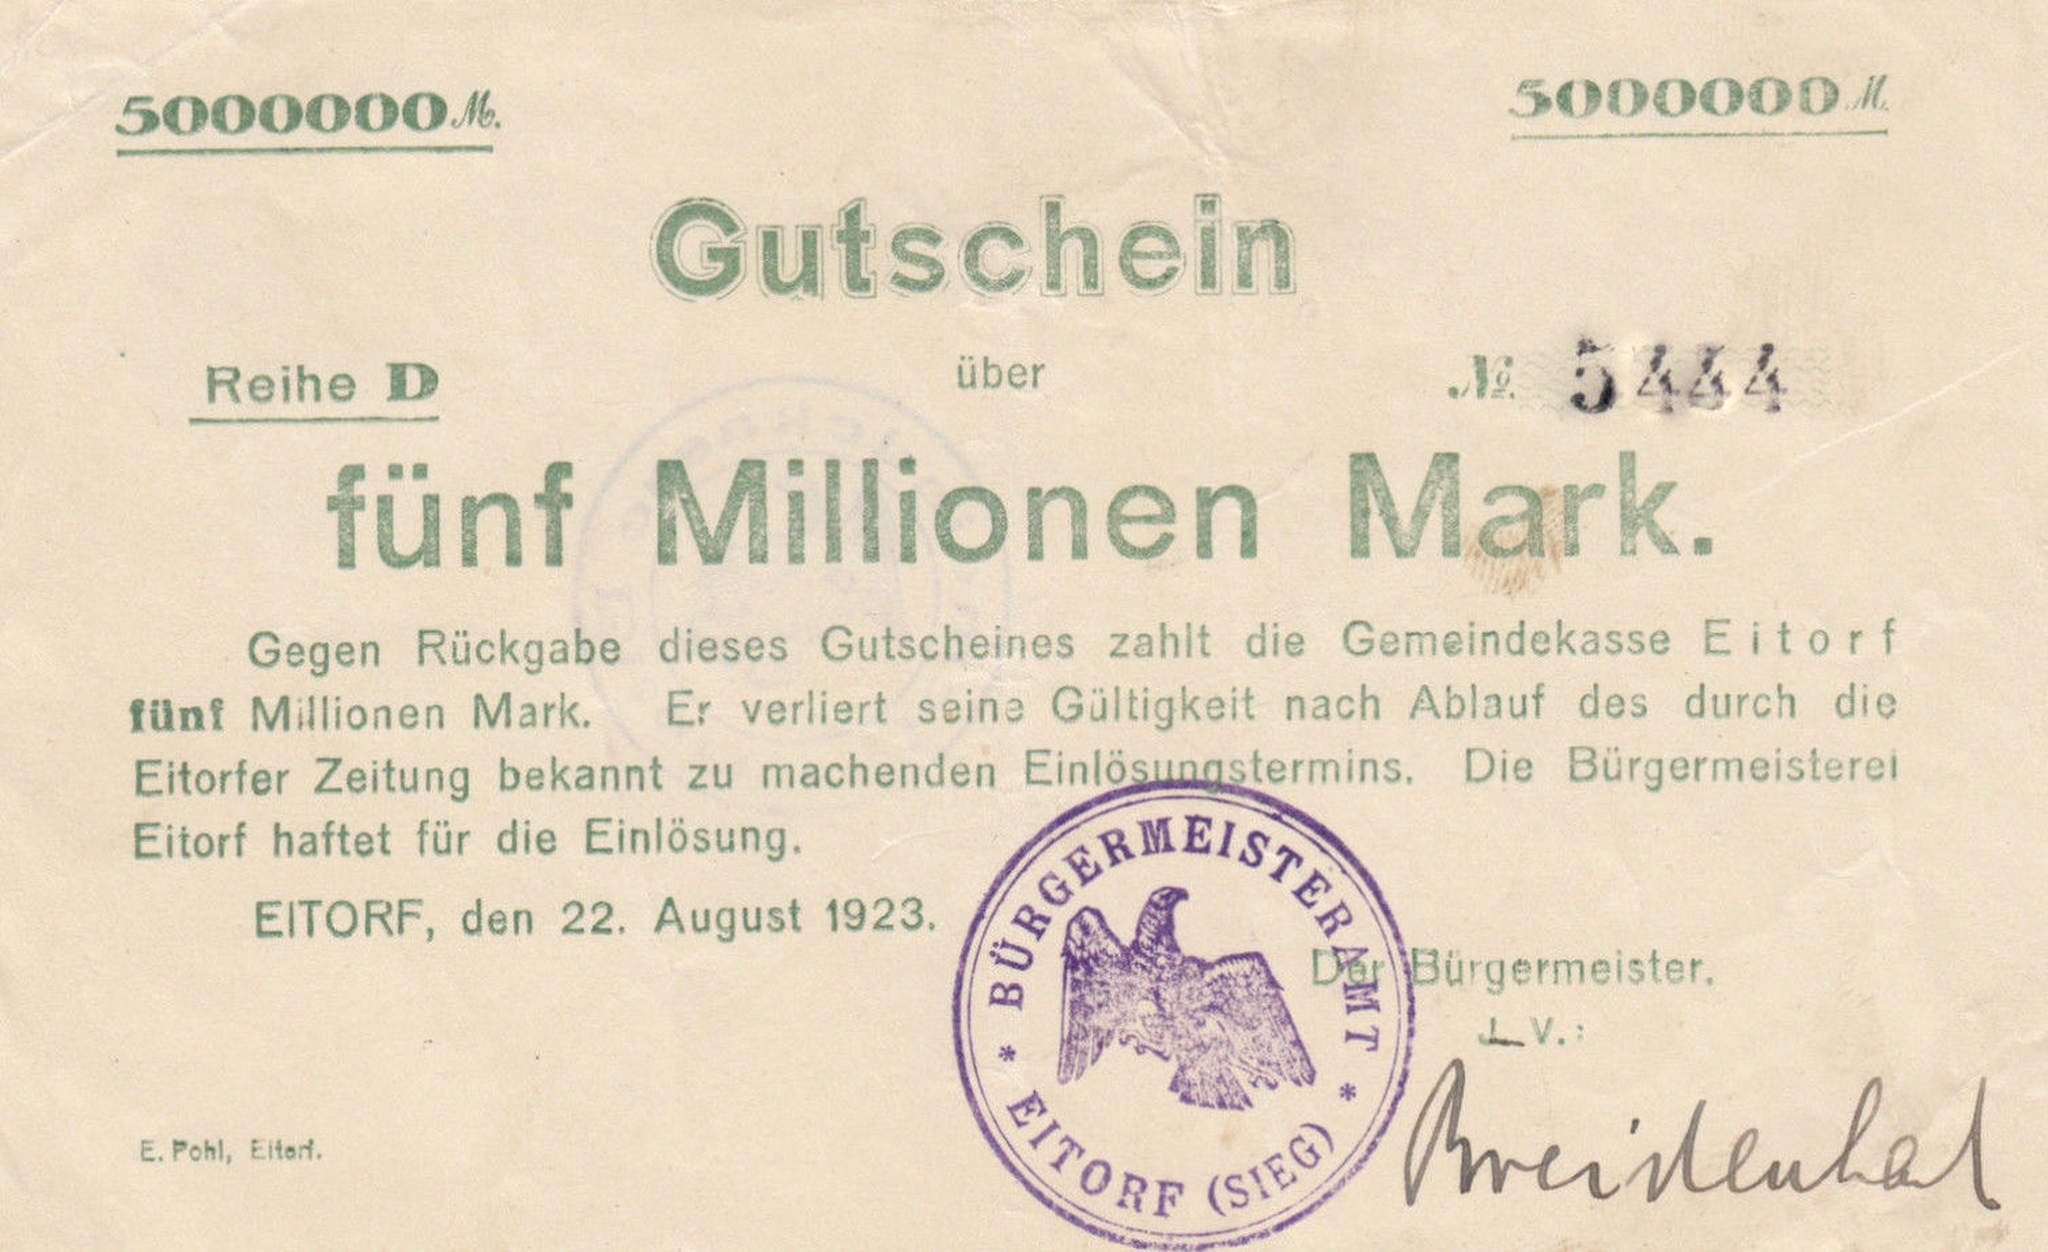 5000000 M.
5000000 M.
Gutschein
Reihe D
über
№. 5444
fünf Millionen Mark.
Gegen Rückgabe dieses Gutscheines zahlt die Gemeindekasse Eitorf
fünf Millionen Mark. Er verliert seine Gültigkeit nach Ablauf des durch die
Eitorfer Zeitung bekannt zu machenden Einlösungstermins. Die Bürgermeisterei
Eitorf haftet für die Einlösung.
EITORF, den 22. August 1923.
Der Bürgermeister.
J. V.:
* BÜRGERMEISTERAMT *
EITORF (SIEG)
E. Pohl, Eitorf.